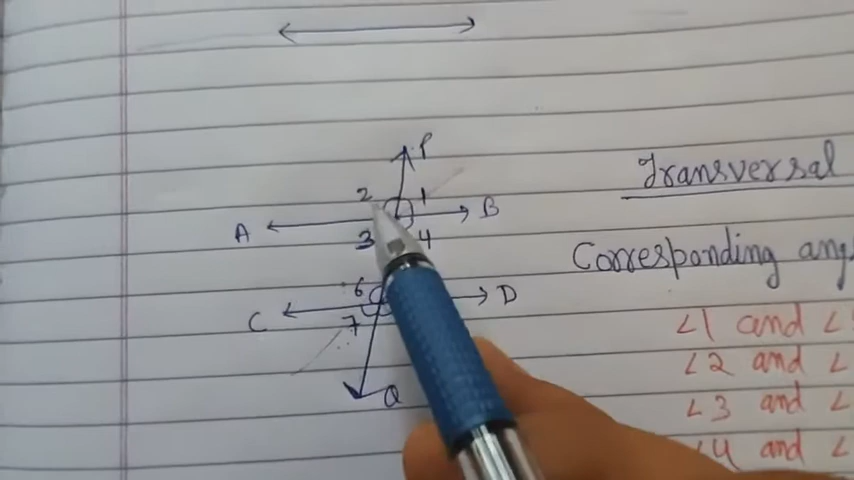 P
2 1
A B
3 4
6 D
C 7
Q
Transversal
Corresponding ang
∠1 and ∠
∠2 and ∠
∠3 and ∠
∠4 and ∠